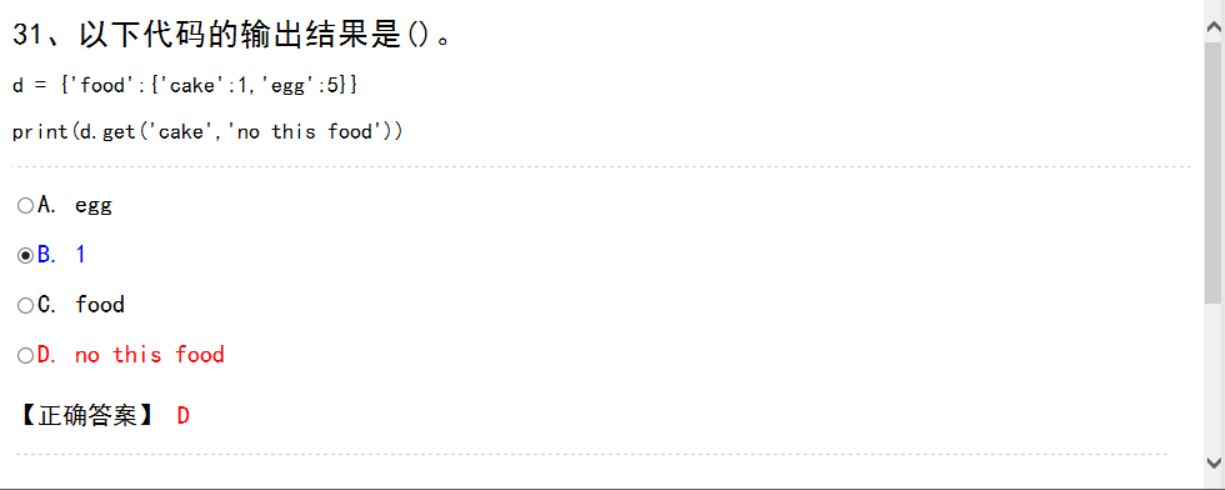 31、以下代码的输出结果是()。
d = {'food':{'cake':1,'egg':5}}
print(d.get('cake','no this food'))
A. egg
B. 1
C. food
D. no this food
【正确答案】 D